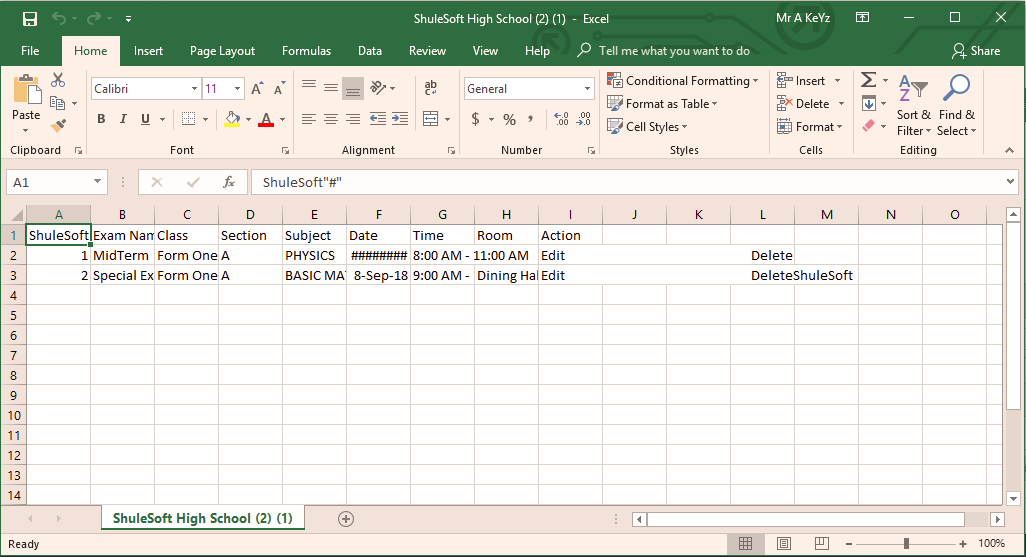 ShuleSoft High School (2) (1) - Excel
Mr A KeYz
File Home Insert Page Layout Formulas Data Review View Help Tell me what you want to do Share
Paste
Calibri 11 A A
B I U A
ab c
General
$ % , .0 .00 .00 .0
Conditional Formatting
Format as Table
Cell Styles
Insert
Delete
Format
Σ
A Z
Sort & Filter
Find & Select
Clipboard Font Alignment Number Styles Cells Editing
A1 fx ShuleSoft"#"
A B C D E F G H I J K L M N O
1 ShuleSoft Exam Nam Class Section Subject Date Time Room Action
2 1 MidTerm Form One A PHYSICS ######## 8:00 AM - 11:00 AM Edit Delete
3 2 Special Ex Form One A BASIC MA 8-Sep-18 9:00 AM - Dining Ha Edit DeleteShuleSoft
4
5
6
7
8
9
10
11
12
13
14
ShuleSoft High School (2) (1)
Ready 100%